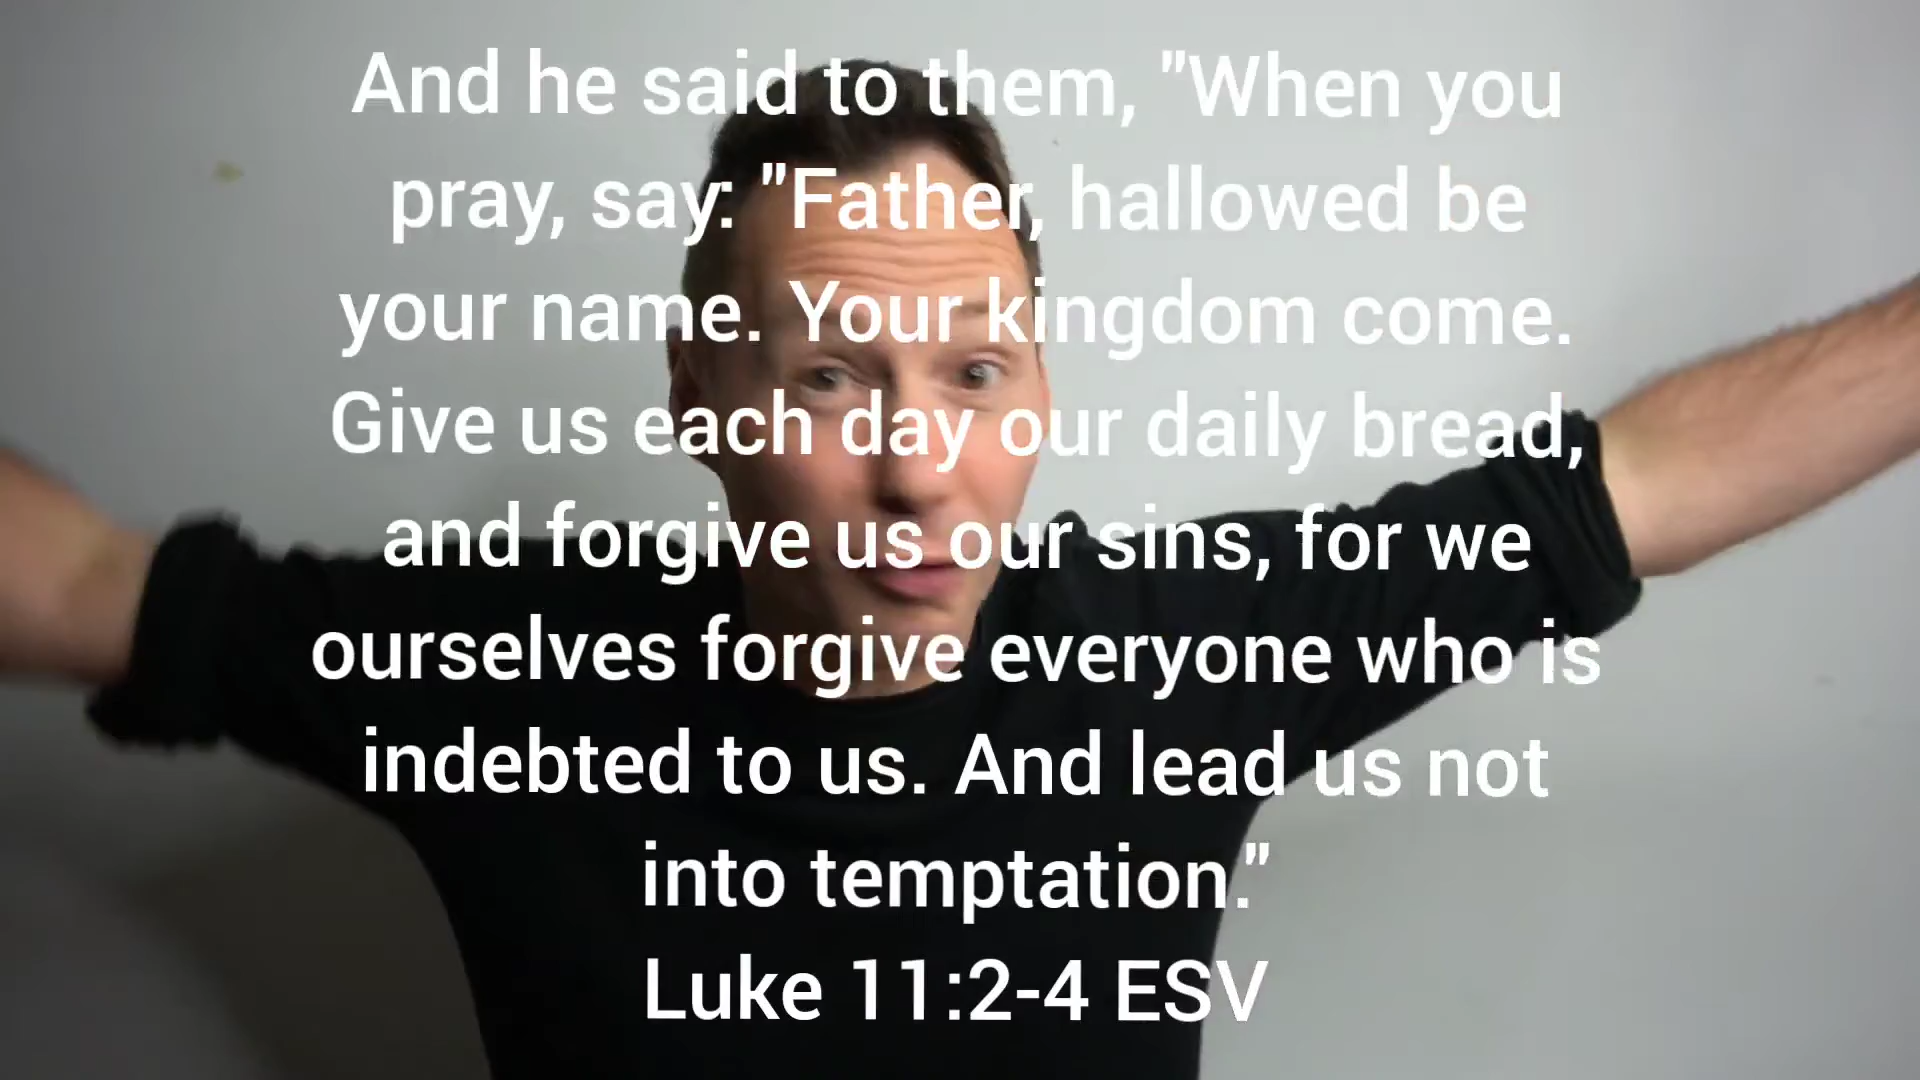 And he said to them, "When you
pray, say: "Father, hallowed be
your name. Your kingdom come.
Give us each day our daily bread,
and forgive us our sins, for we
ourselves forgive everyone who is
indebted to us. And lead us not
into temptation."
Luke 11:2-4 ESV